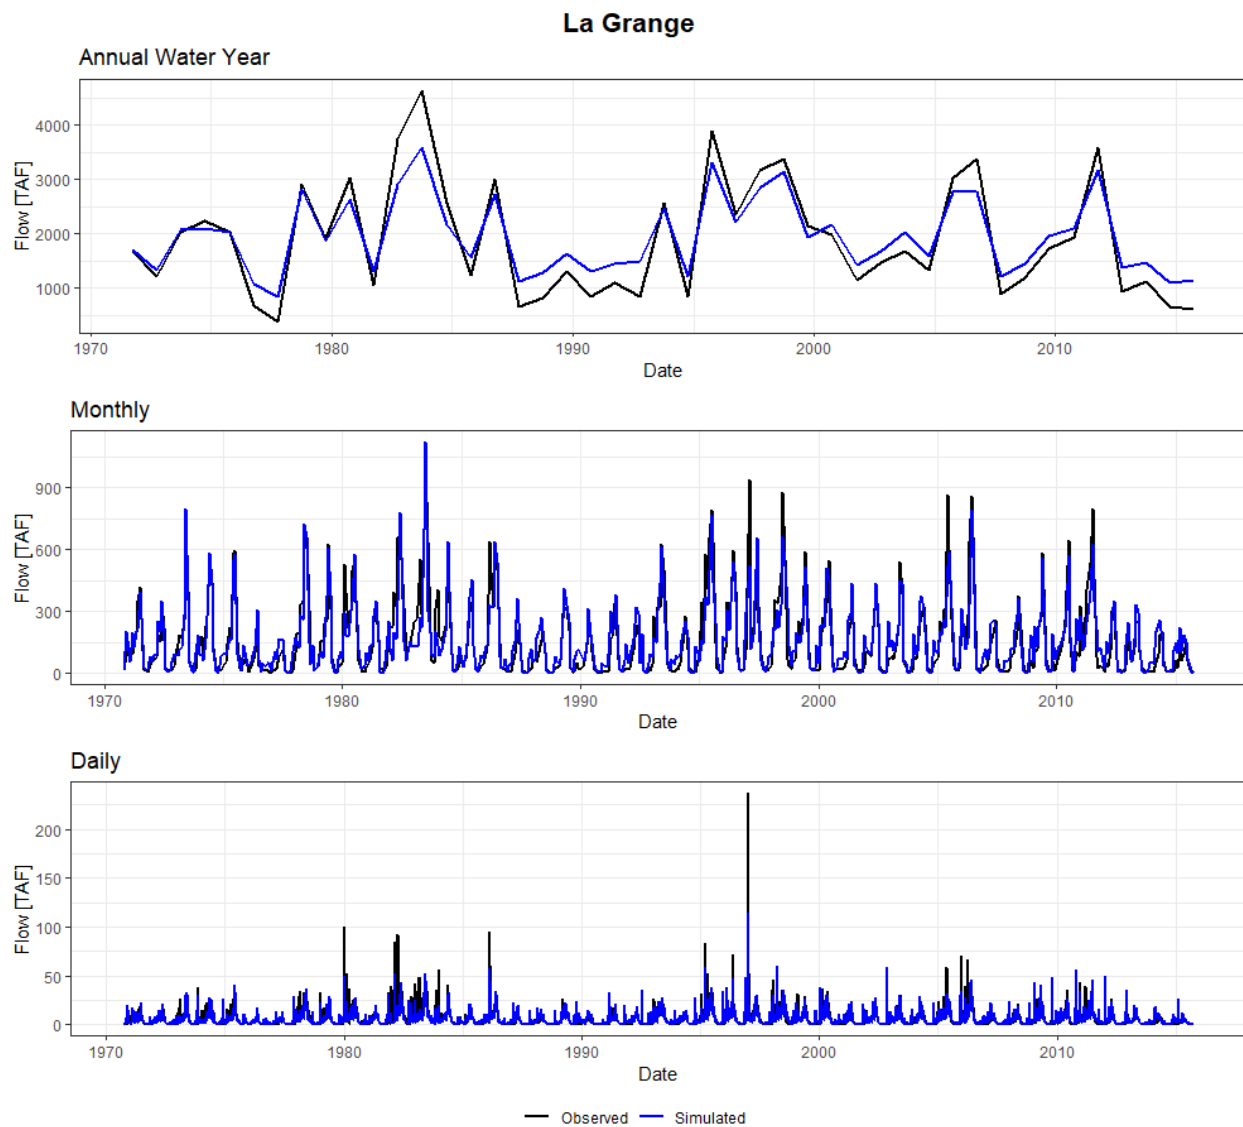 La Grange
Annual Water Year
Flow [TAF]
4000
3000
2000
1000
1970 1980 1990 2000 2010
Date
Monthly
Flow [TAF]
900
600
300
0
1970 1980 1990 2000 2010
Date
Daily
Flow [TAF]
200
150
100
50
0
1970 1980 1990 2000 2010
Date
Observed Simulated